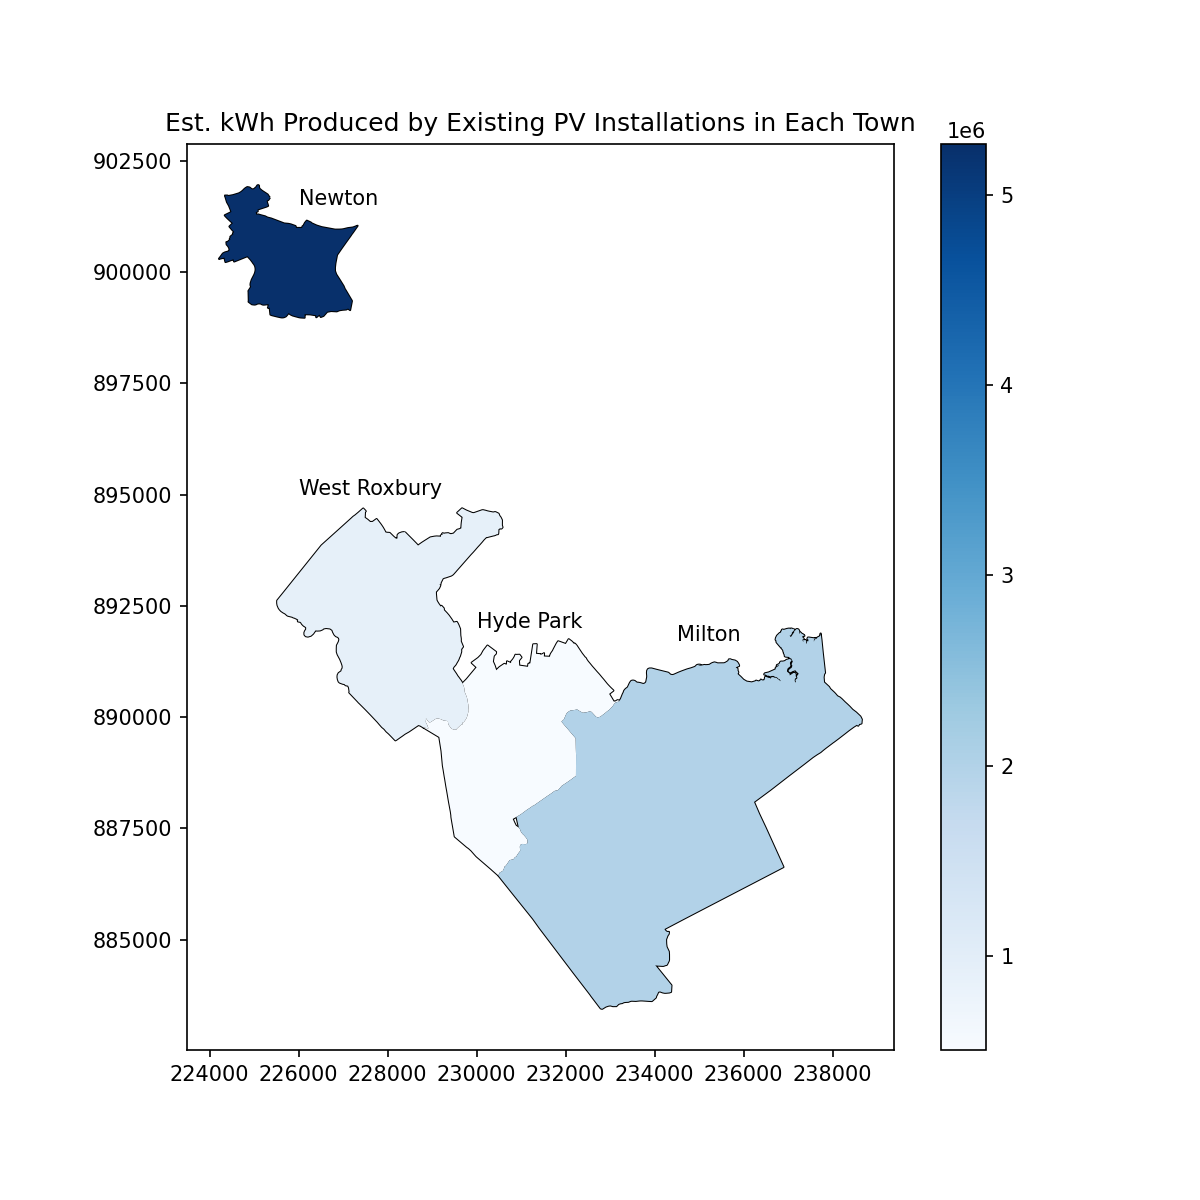 Est. kWh Produced by Existing PV Installations in Each Town
1e6
902500
900000
897500
895000
892500
890000
887500
885000
224000 226000 228000 230000 232000 234000 236000 238000
Newton
West Roxbury
Hyde Park
Milton
5
4
3
2
1